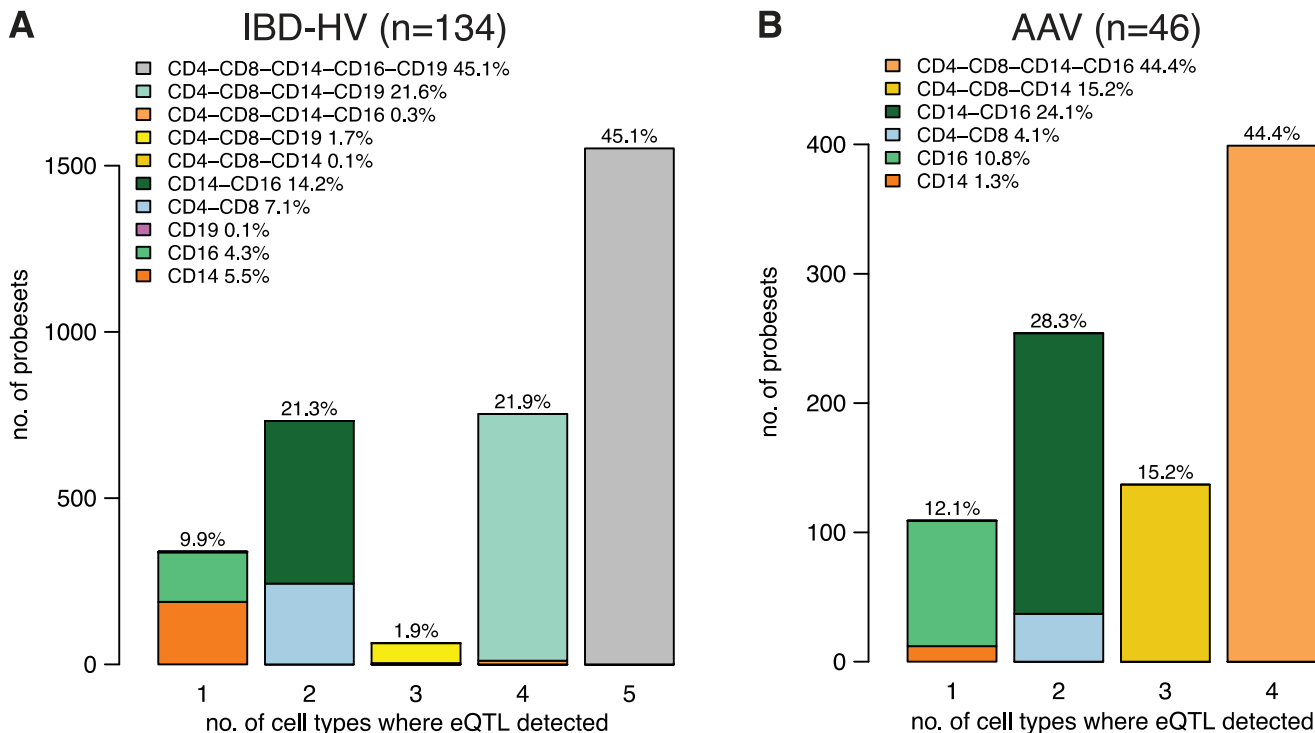 A
IBD-HV (n=134)
CD4–CD8–CD14–CD16–CD19 45.1%
CD4–CD8–CD14–CD19 21.6%
CD4–CD8–CD14–CD16 0.3%
CD4–CD8–CD19 1.7%
CD4–CD8–CD14 0.1%
CD14–CD16 14.2%
CD4–CD8 7.1%
CD19 0.1%
CD16 4.3%
CD14 5.5%
no. of probesets
1500
1000
500
0
9.9%
21.3%
1.9%
21.9%
45.1%
1 2 3 4 5
no. of cell types where eQTL detected
B
AAV (n=46)
CD4–CD8–CD14–CD16 44.4%
CD4–CD8–CD14 15.2%
CD14–CD16 24.1%
CD4–CD8 4.1%
CD16 10.8%
CD14 1.3%
no. of probesets
400
300
200
100
0
12.1%
28.3%
15.2%
44.4%
1 2 3 4
no. of cell types where eQTL detected